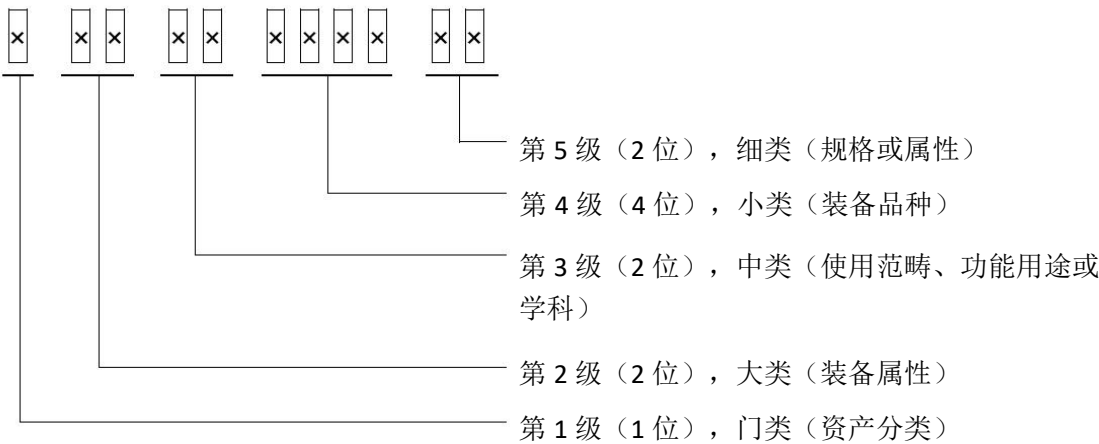 × ×× ×× ×××× ××
第 5 级（2 位），细类（规格或属性）
第 4 级（4 位），小类（装备品种）
第 3 级（2 位），中类（使用范畴、功能用途或
学科）
第 2 级（2 位），大类（装备属性）
第 1 级（1 位），门类（资产分类）